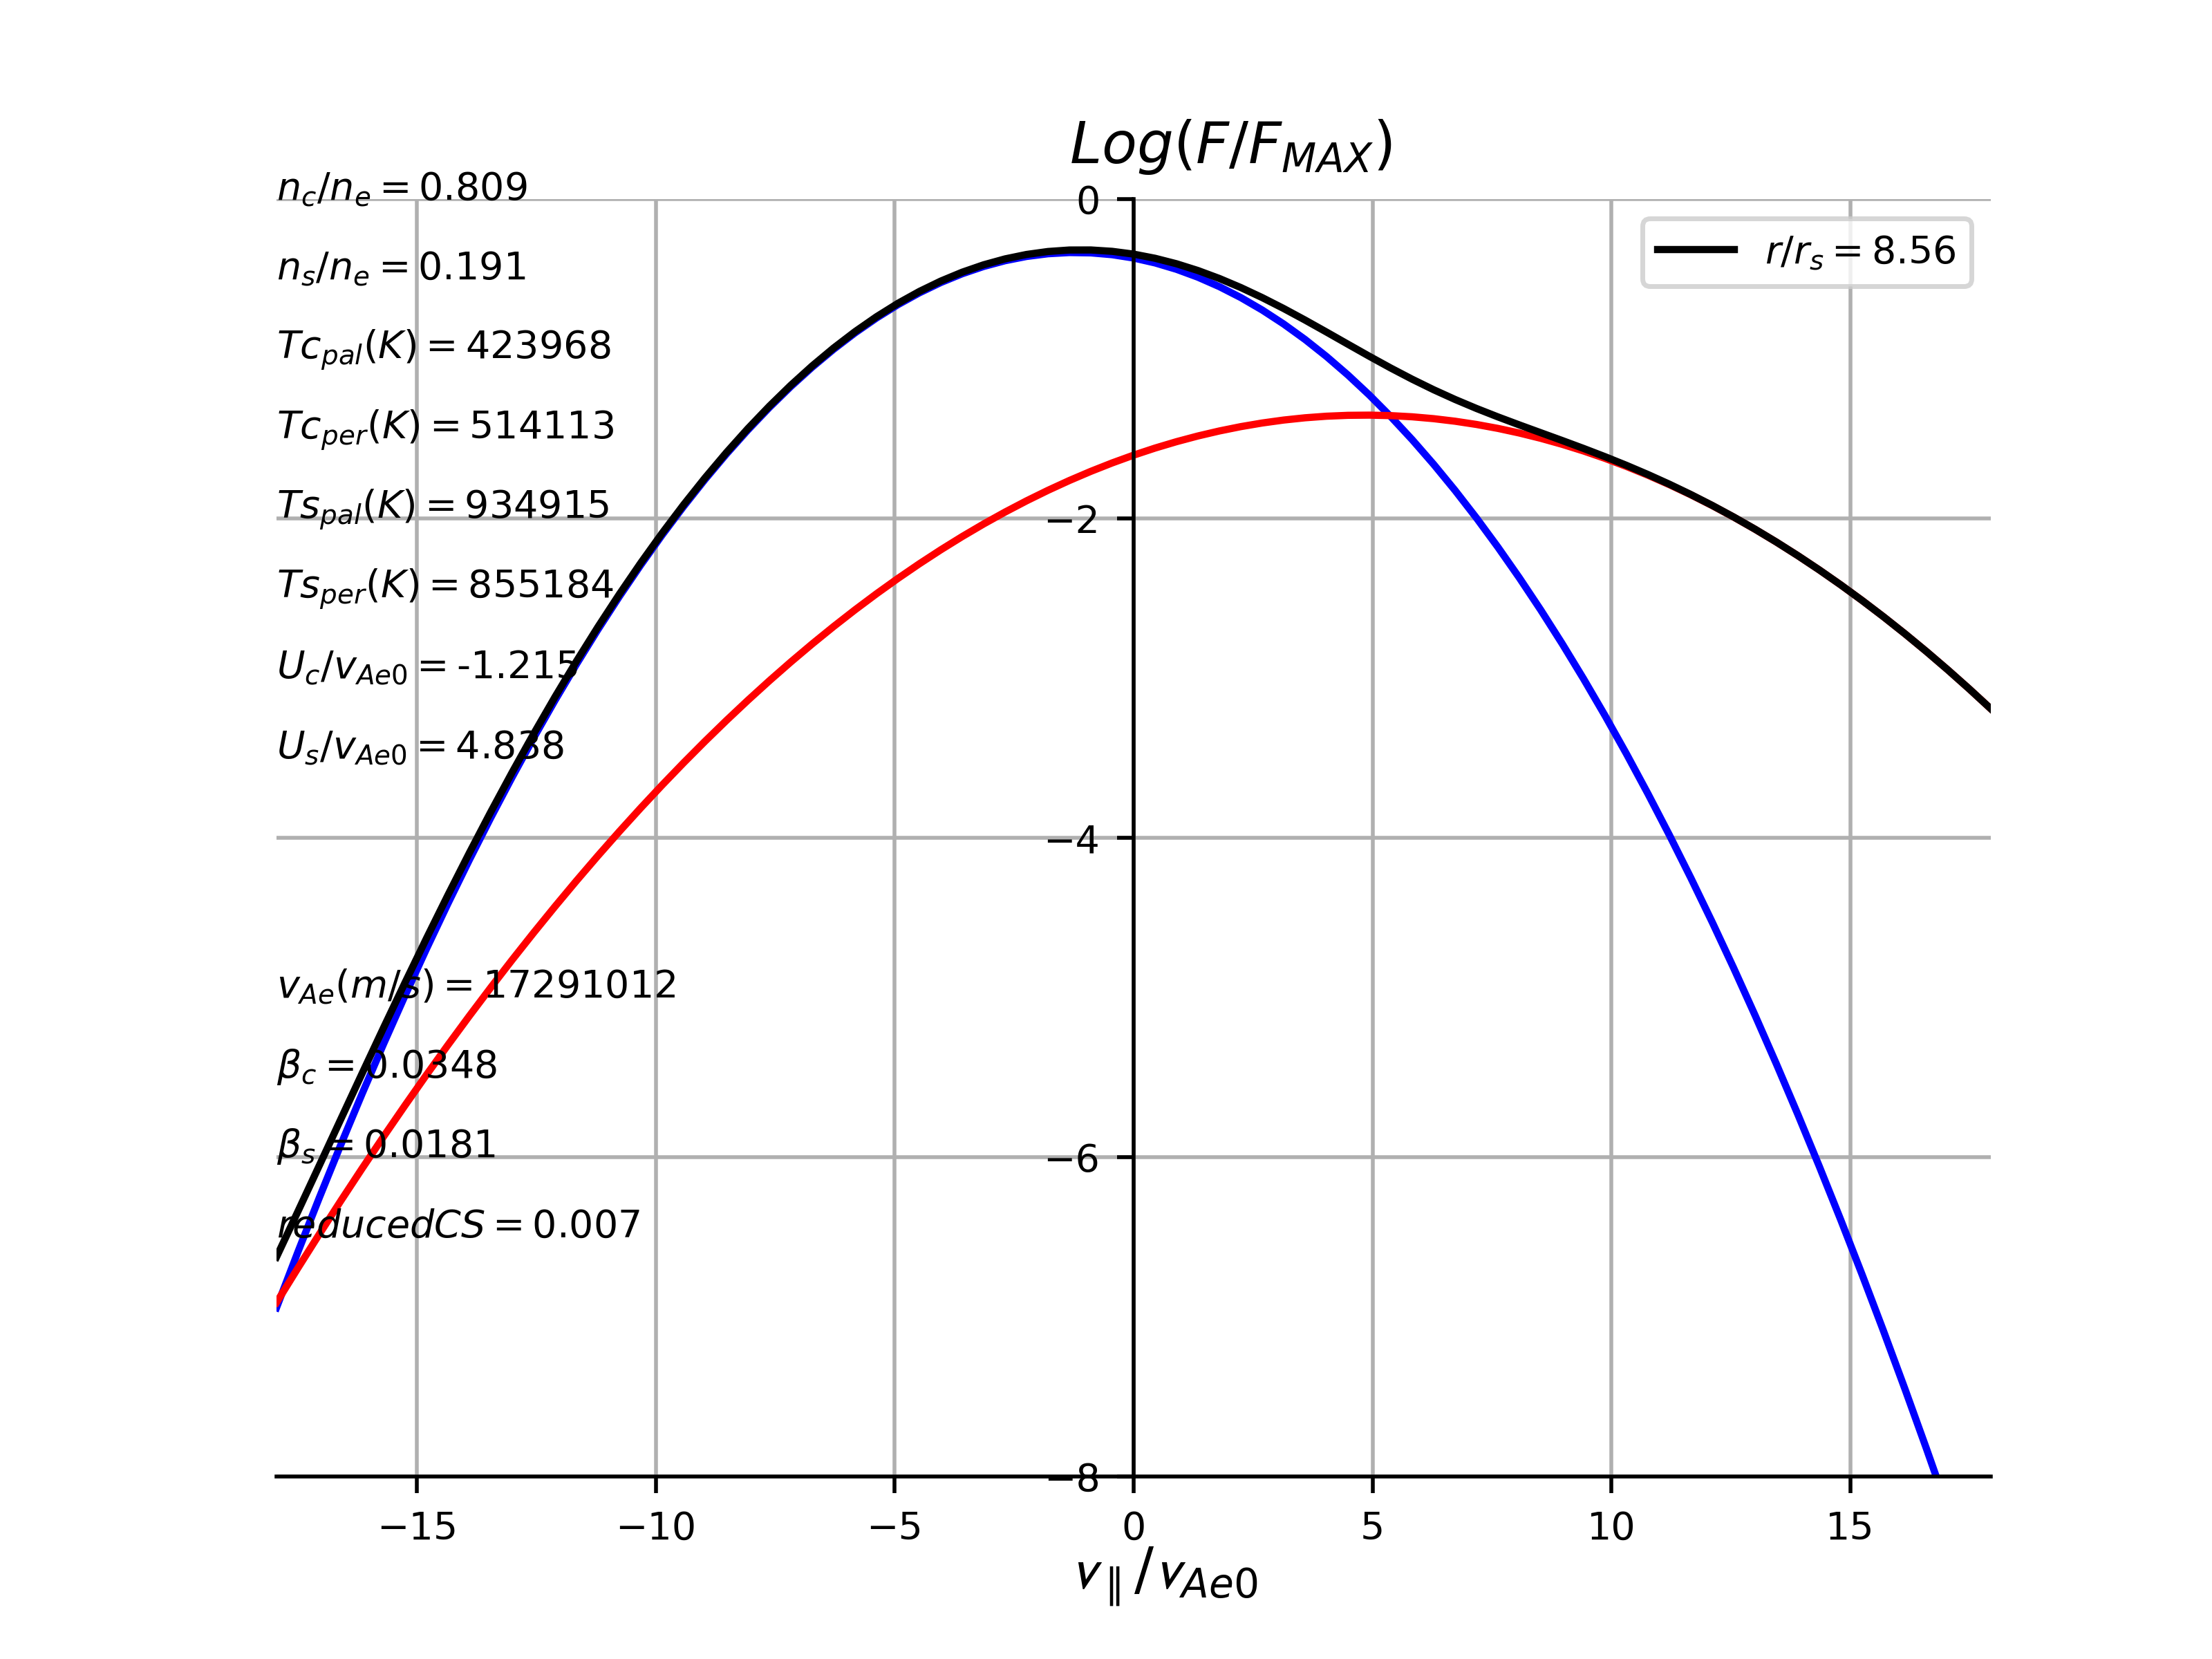 Log(F/F_MAX)
n_c/n_e = 0.809
n_s/n_e = 0.191
Tc_pal(K) = 423968
Tc_per(K) = 514113
Ts_pal(K) = 934915
Ts_per(K) = 855184
U_c/v_Ae0 = -1.215
U_s/v_Ae0 = 4.838
v_Ae(m/s) = 17291012
β_c = 0.0348
β_s = 0.0181
reducedCS = 0.007
r/r_s = 8.56
0
−2
−4
−6
−8
−15 −10 −5 0 5 10 15
v_∥/v_Ae0